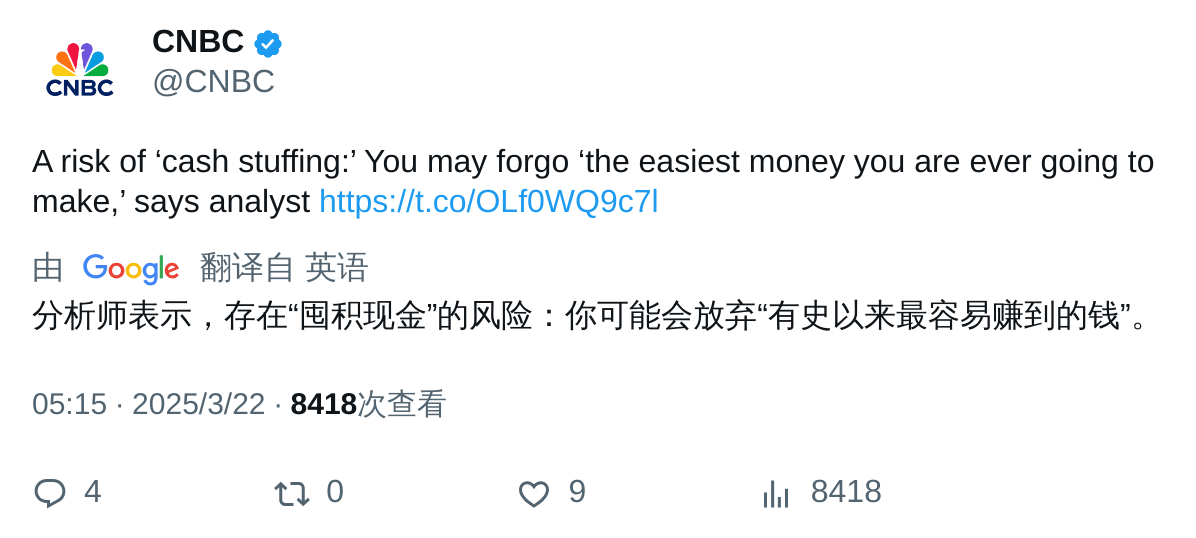 CNBC
@CNBC
CNBC
A risk of ‘cash stuffing:’ You may forgo ‘the easiest money you are ever going to
make,’ says analyst https://t.co/OLf0WQ9c7l
由 Google 翻译自 英语
分析师表示，存在“囤积现金”的风险：你可能会放弃“有史以来最容易赚到的钱”。
05:15 · 2025/3/22 · 8418次查看
4 0 9 8418